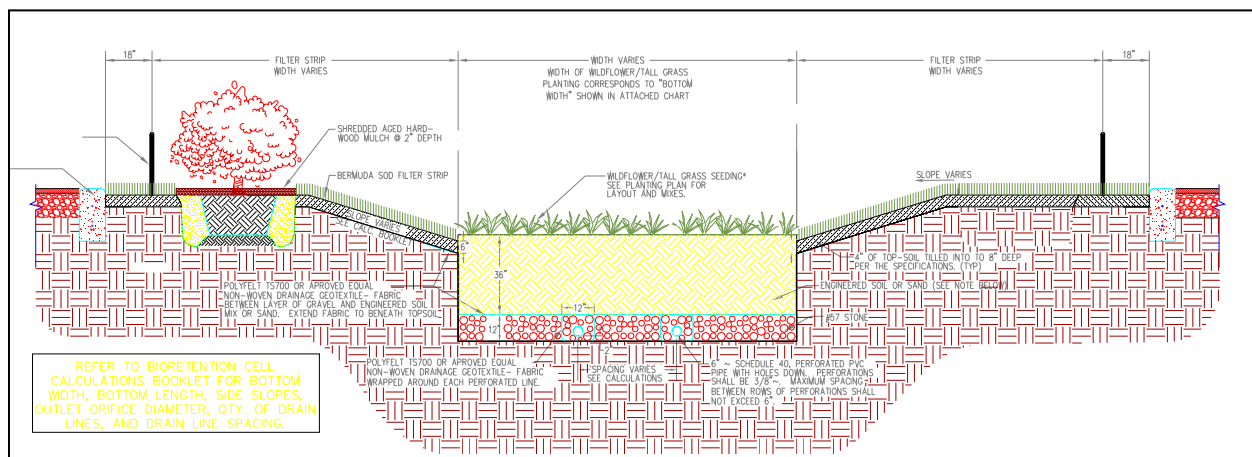 18"
FILTER STRIP
WIDTH VARIES
WIDTH VARIES
WIDTH OF WILDFLOWER/TALL GRASS
PLANTING CORRESPONDS TO "BOTTOM
WIDTH" SHOWN IN ATTACHED CHART
FILTER STRIP
WIDTH VARIES
18"
SHREDDED AGED HARD-
WOOD MULCH @ 2" DEPTH
BERMUDA SOD FILTER STRIP
WILDFLOWER/TALL GRASS SEEDING*
SEE PLANTING PLAN FOR
LAYOUT AND MIXES.
SLOPE VARIES
SLOPE VARIES
SEE CALC. BOOKLET
6"
36"
4" OF TOP-SOIL TILLED INTO TO 8" DEEP
PER THE SPECIFICATIONS. (TYP)
POLYFELT TS700 OR APROVED EQUAL
NON-WOVEN DRAINAGE GEOTEXTILE- FABRIC
BETWEEN LAYER OF GRAVEL AND ENGINEERED SOIL
MIX OR SAND. EXTEND FABRIC TO BENEATH TOPSOIL
ENGINEERED SOIL OR SAND (SEE NOTE BELOW)
12"
12"
#57 STONE
2"
POLYFELT TS700 OR APROVED EQUAL
NON-WOVEN DRAINAGE GEOTEXTILE- FABRIC
WRAPPED AROUND EACH PERFORATED LINE.
SPACING VARIES
SEE CALCULATIONS
6" ~ SCHEDULE 40, PERFORATED PVC
PIPE WITH HOLES DOWN. PERFORATIONS
SHALL BE 3/8"~. MAXIMUM SPACING
BETWEEN ROWS OF PERFORATIONS SHALL
NOT EXCEED 6".
REFER TO BIORETENTION CELL
CALCULATIONS BOOKLET FOR BOTTOM
WIDTH, BOTTOM LENGTH, SIDE SLOPES,
OUTLET ORIFICE DIAMETER, QTY. OF DRAIN
LINES, AND DRAIN LINE SPACING.